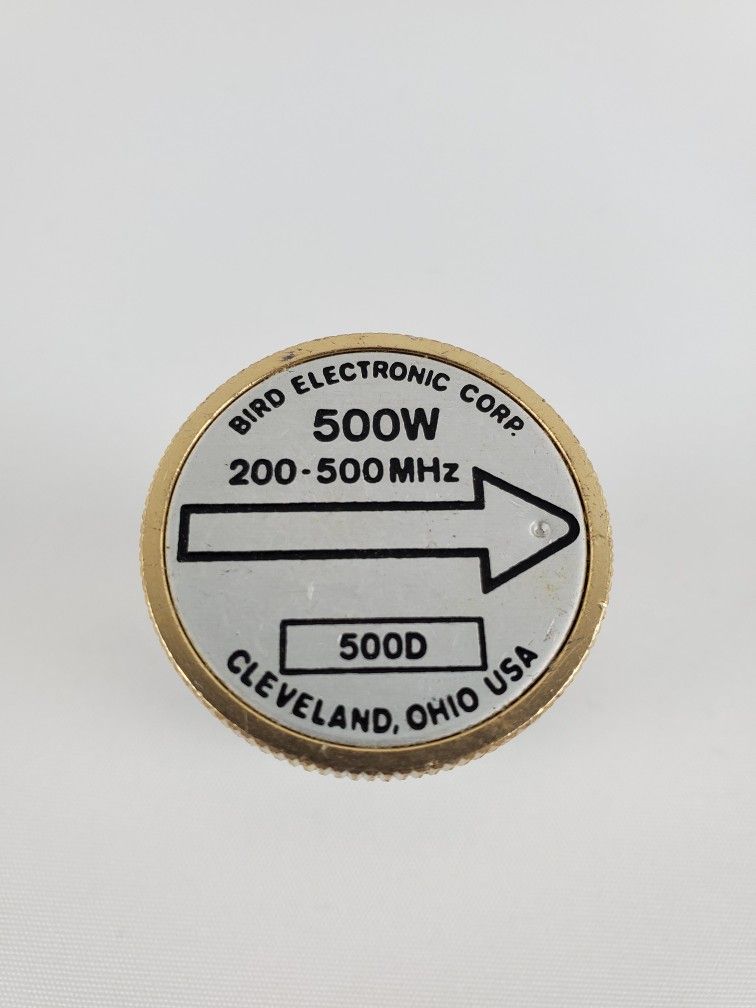 BIRD ELECTRONIC CORP.
500W
200-500MHz
500D
CLEVELAND, OHIO USA